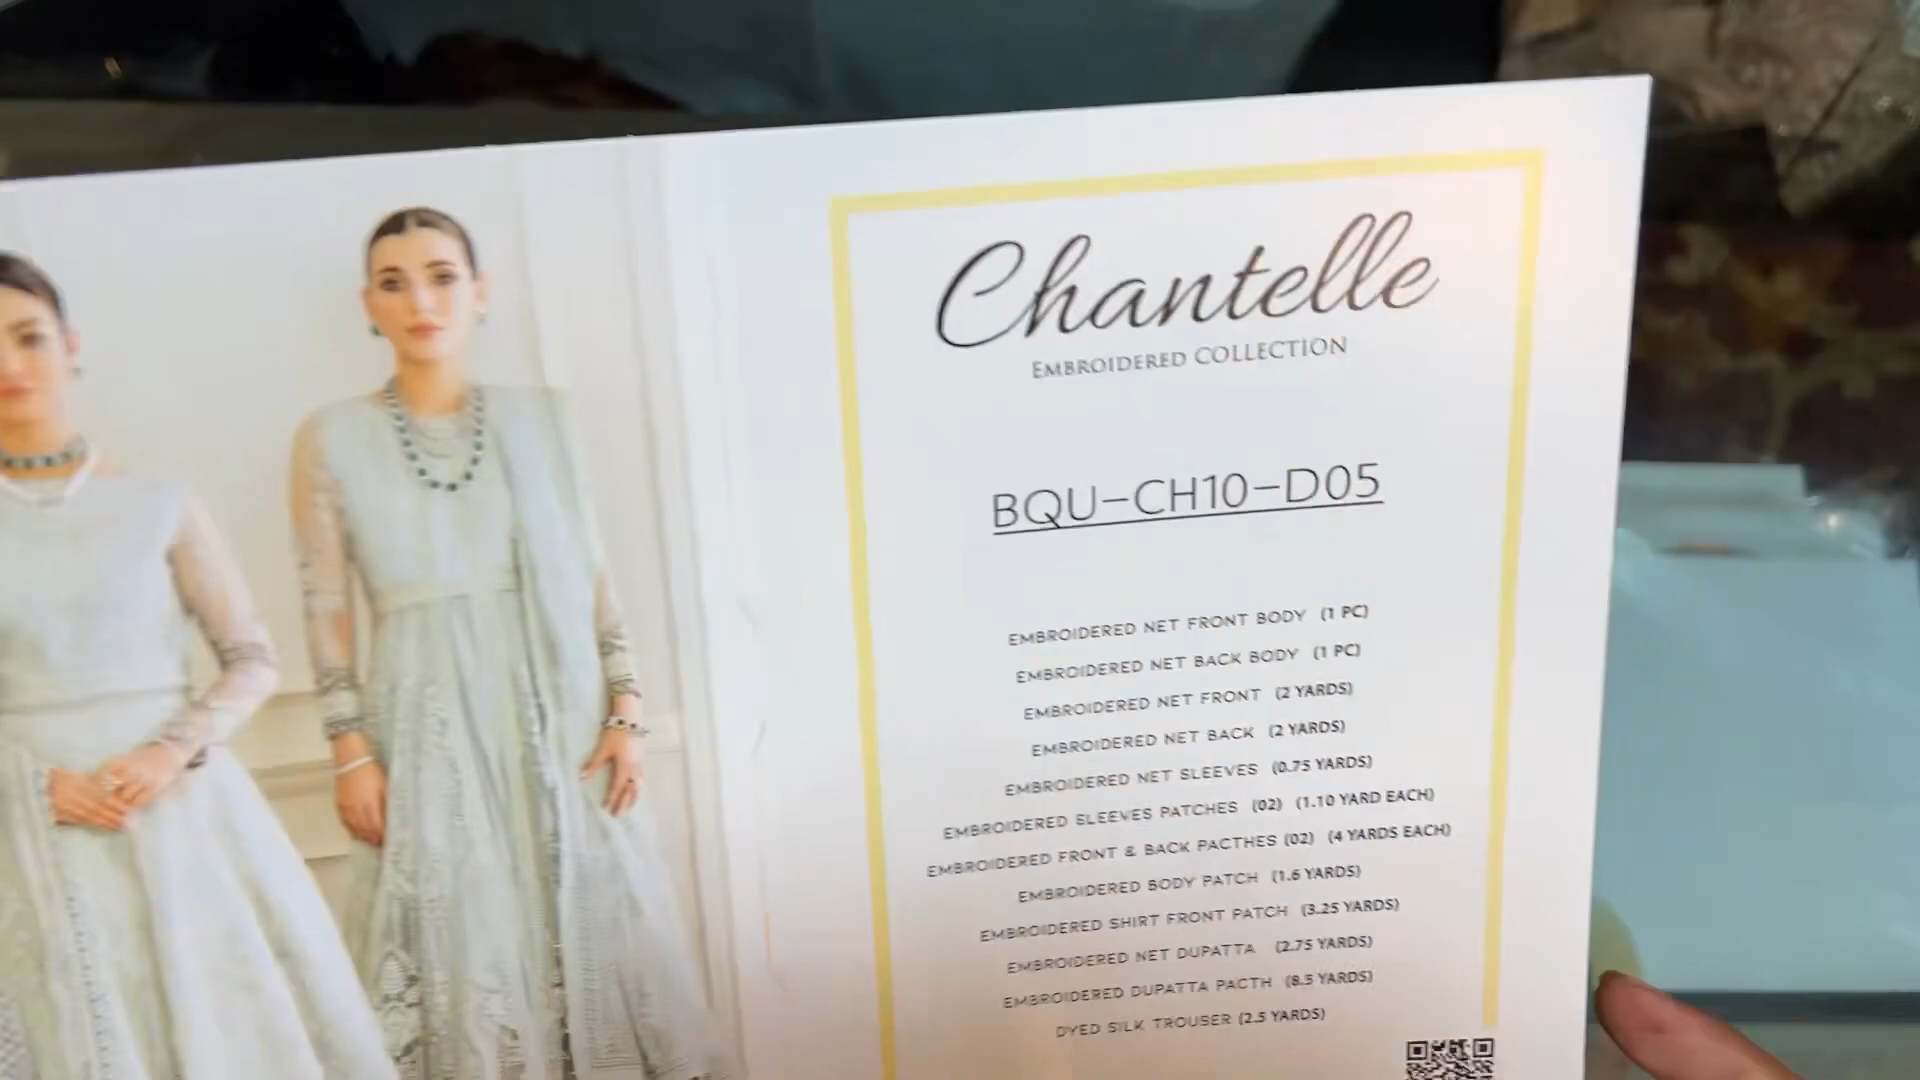 Chantelle
EMBROIDERED COLLECTION
BQU-CH10-D05
EMBROIDERED NET FRONT BODY (1 PC)
EMBROIDERED NET BACK BODY (1 PC)
EMBROIDERED NET FRONT (2 YARDS)
EMBROIDERED NET BACK (2 YARDS)
EMBROIDERED NET SLEEVES (0.75 YARDS)
EMBROIDERED SLEEVES PATCHES (02) (1.10 YARD EACH)
EMBROIDERED FRONT & BACK PACTHES (02) (4 YARDS EACH)
EMBROIDERED BODY PATCH (1.6 YARDS)
EMBROIDERED SHIRT FRONT PATCH (3.25 YARDS)
EMBROIDERED NET DUPATTA (2.75 YARDS)
EMBROIDERED DUPATTA PACTH (8.5 YARDS)
DYED SILK TROUSER (2.5 YARDS)